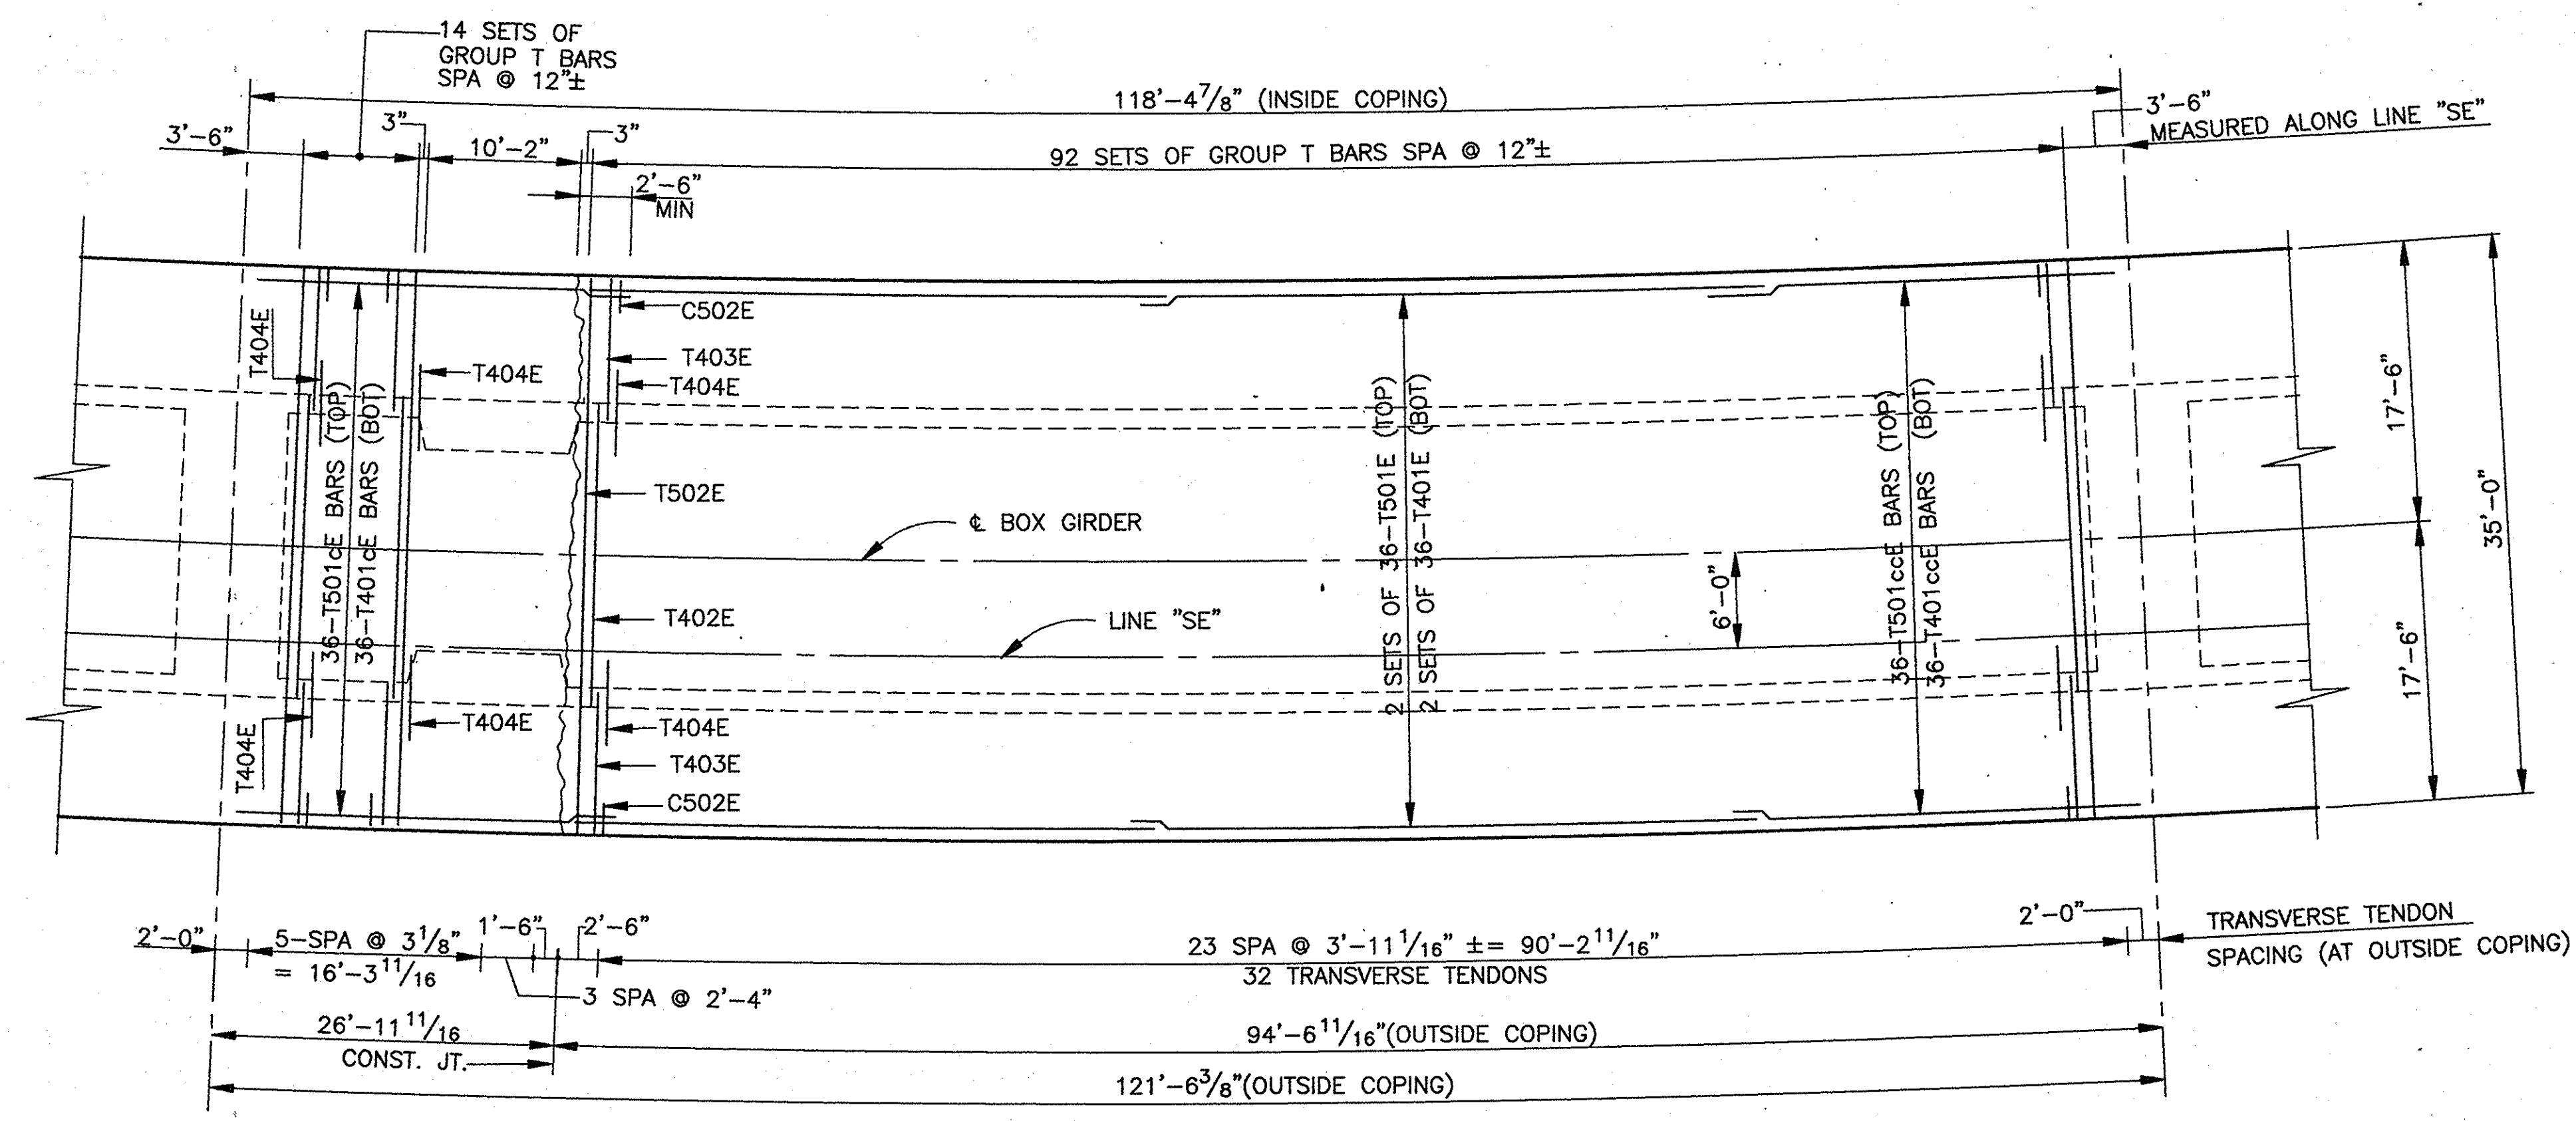 14 SETS OF
GROUP T BARS
SPA @ 12"±
118'-4 7/8" (INSIDE COPING)
3'-6"
MEASURED ALONG LINE "SE"
3'-6"
3"
10'-2"
3"
92 SETS OF GROUP T BARS SPA @ 12"±
2'-6"
MIN
C502E
T403E
T404E
T404E
T404E
36-T501cE BARS (TOP)
36-T401cE BARS (BOT)
2 SETS OF 36-T501E (TOP)
2 SETS OF 36-T401E (BOT)
36-T501ccE BARS (TOP)
36-T401ccE BARS (BOT)
17'-6"
35'-0"
T502E
℄ BOX GIRDER
6'-0"
T402E
LINE "SE"
17'-6"
T404E
T404E
T404E
T403E
C502E
2'-0"
5-SPA @ 3 1/8"
= 16'-3 11/16
1'-6"
2'-6"
3 SPA @ 2'-4"
23 SPA @ 3'-11 1/16" ±= 90'-2 11/16"
32 TRANSVERSE TENDONS
2'-0"
TRANSVERSE TENDON
SPACING (AT OUTSIDE COPING)
26'-11 11/16
CONST. JT.
94'-6 11/16"(OUTSIDE COPING)
121'-6 3/8"(OUTSIDE COPING)